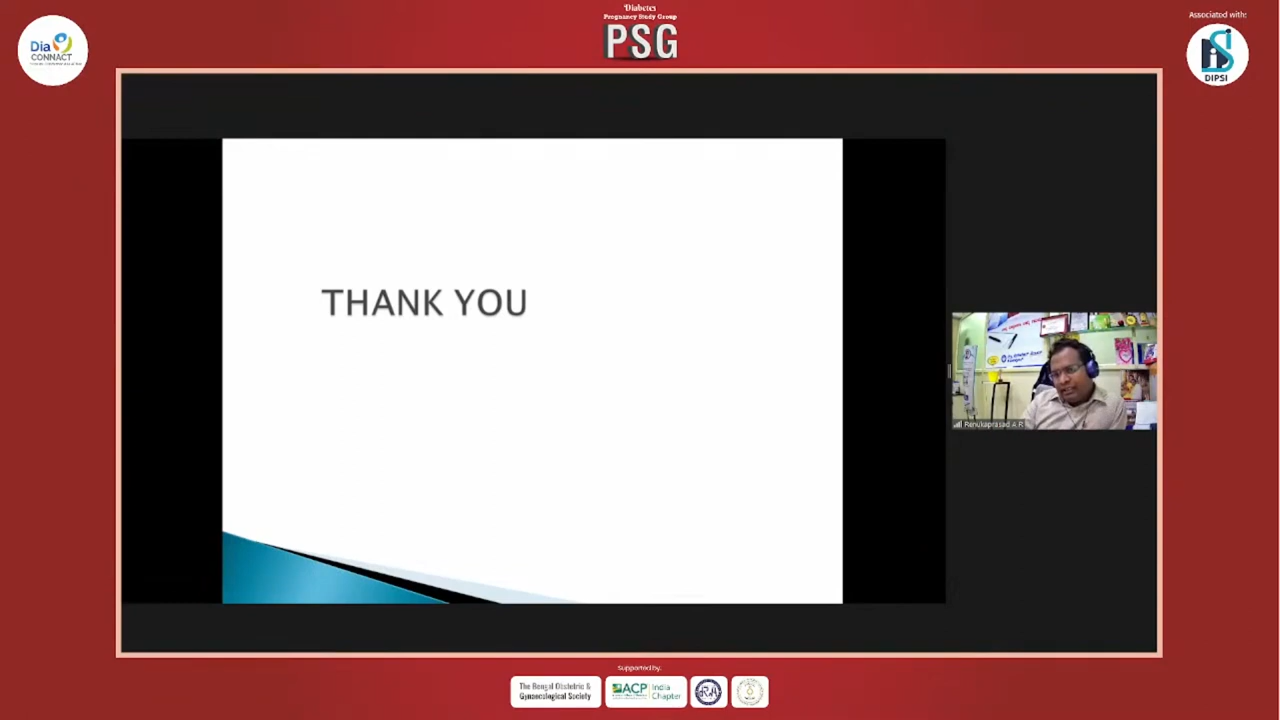 Diabetes
Pregnancy Study Group
PSG
Associated with:
Dia
CONNACT
DIPSI
THANK YOU
Renukaprasad A R
Supported by:
The Bengal Obstetric &
Gynaecological Society
ACP
India
Chapter